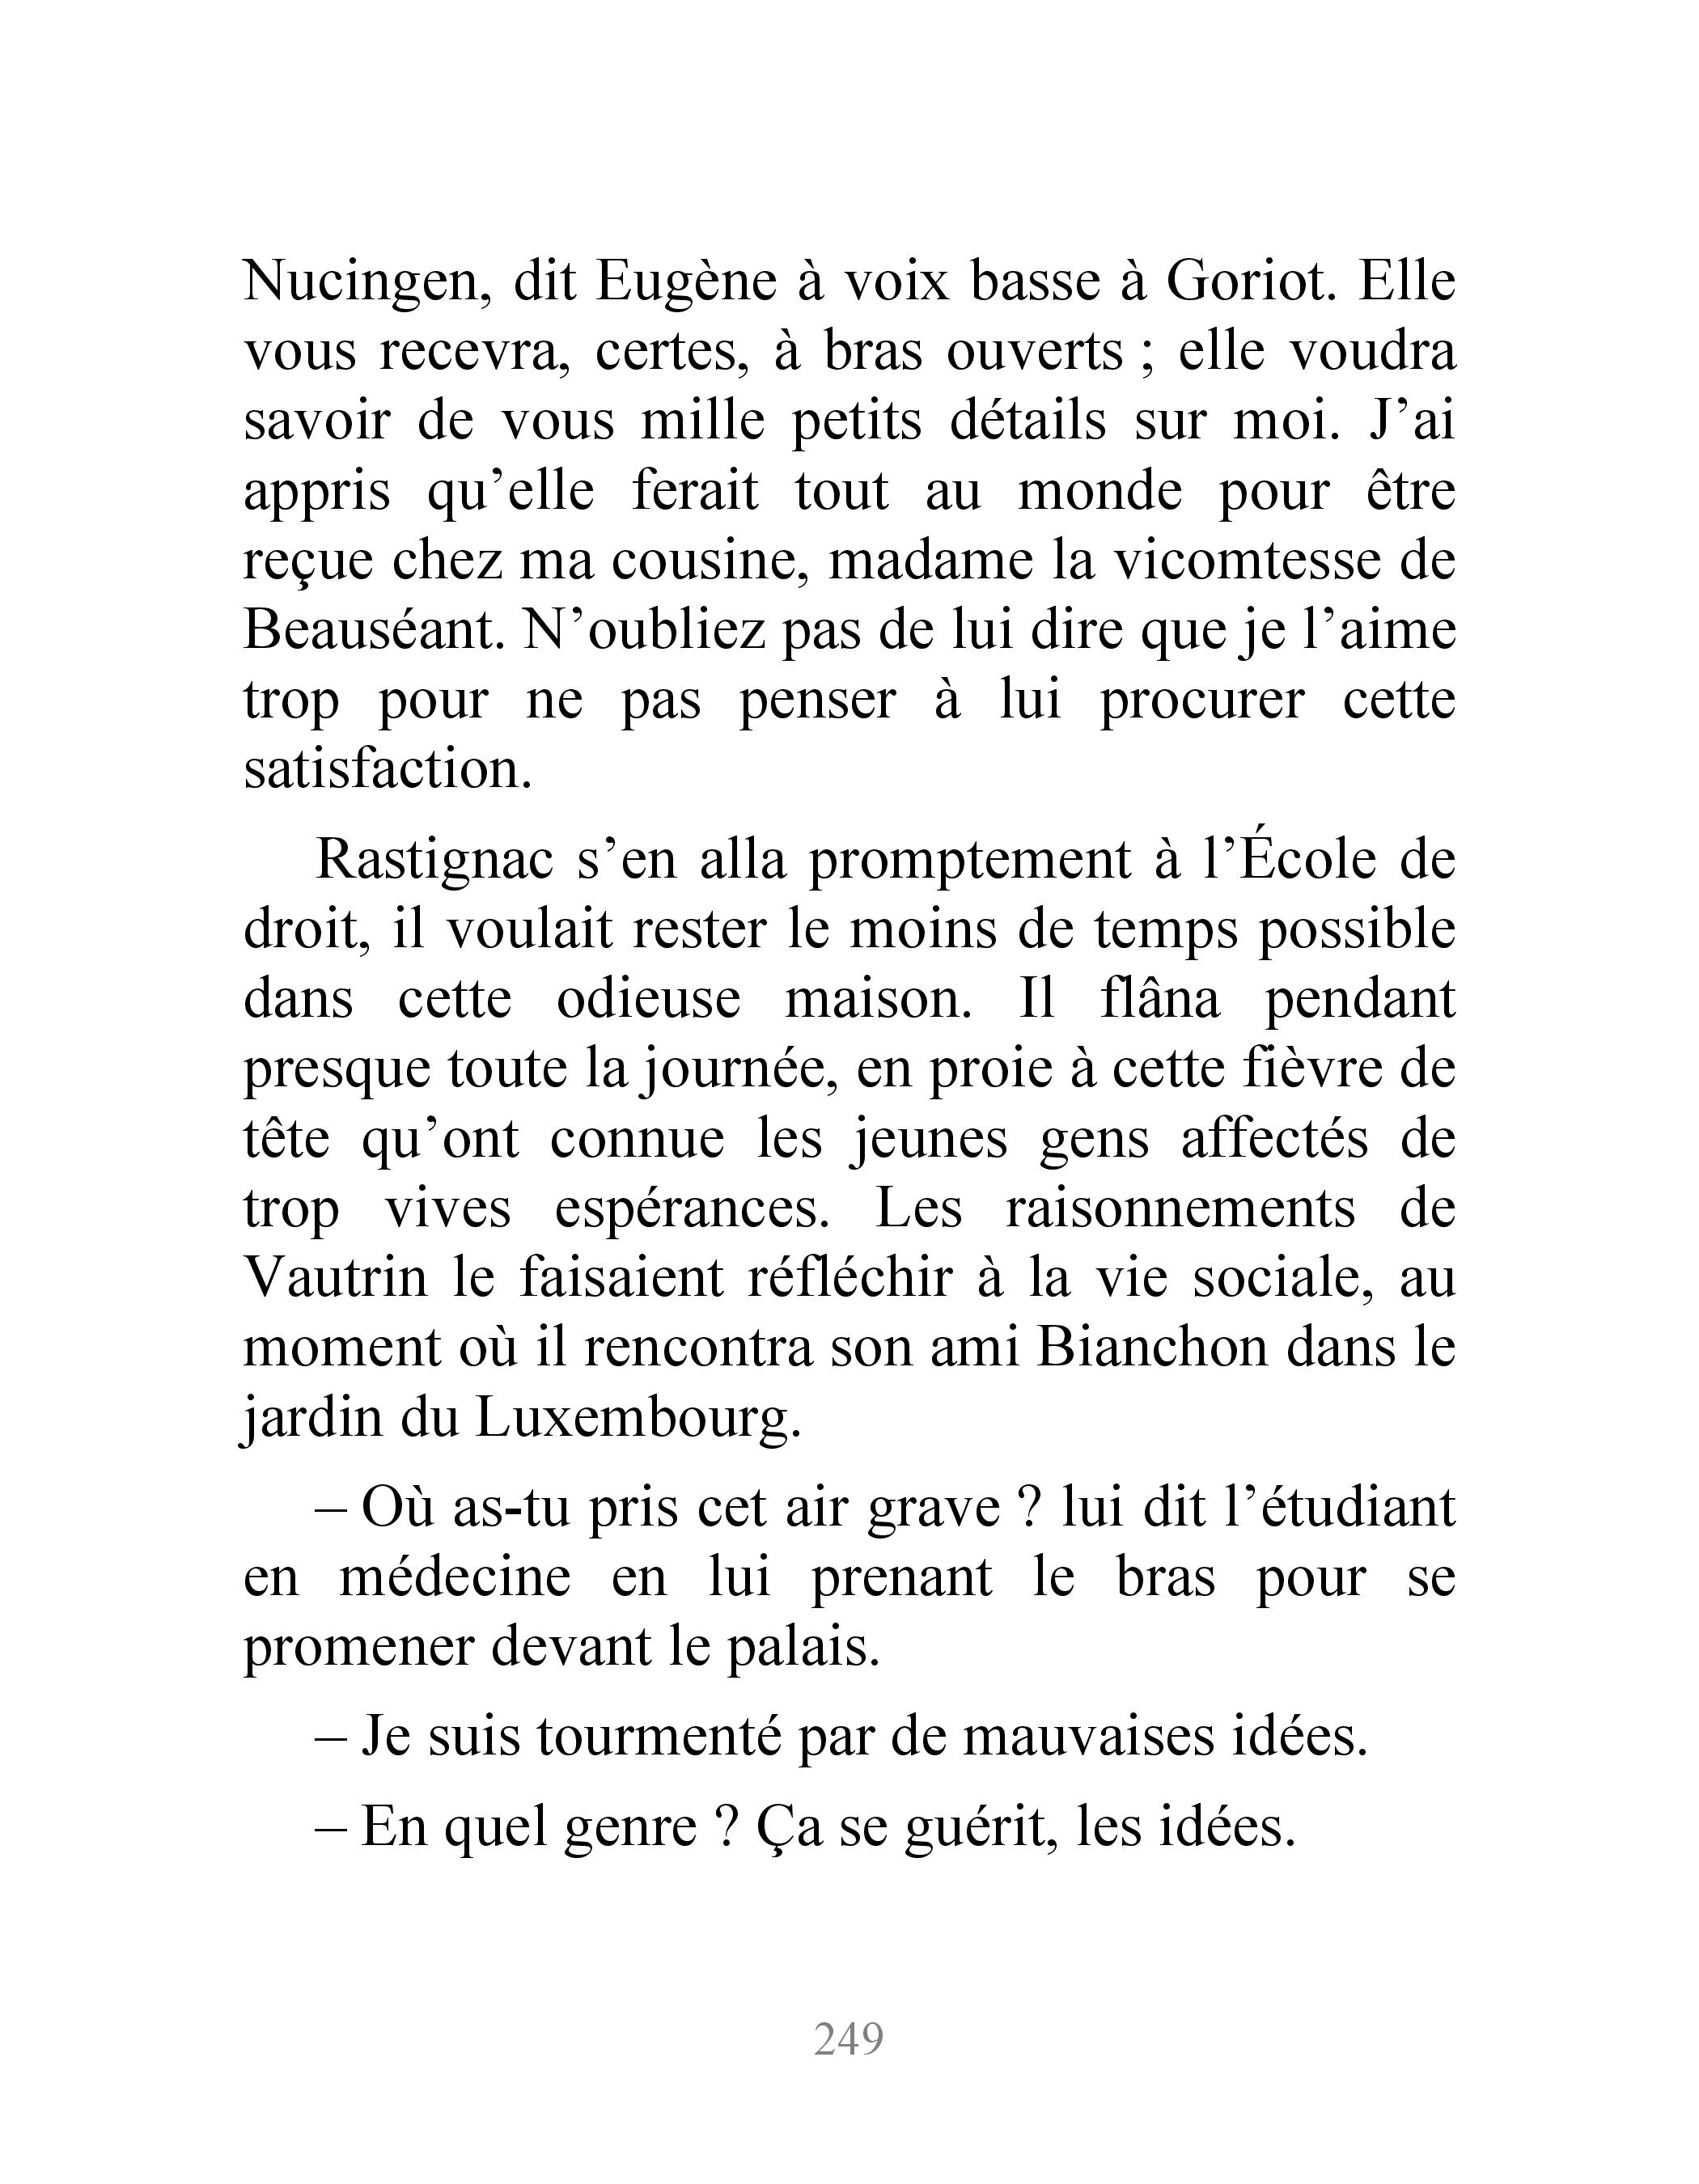 Nucingen, dit Eugène à voix basse à Goriot. Elle
vous recevra, certes, à bras ouverts ; elle voudra
savoir de vous mille petits détails sur moi. J’ai
appris qu’elle ferait tout au monde pour être
reçue chez ma cousine, madame la vicomtesse de
Beauséant. N’oubliez pas de lui dire que je l’aime
trop pour ne pas penser à lui procurer cette
satisfaction.
Rastignac s’en alla promptement à l’École de
droit, il voulait rester le moins de temps possible
dans cette odieuse maison. Il flâna pendant
presque toute la journée, en proie à cette fièvre de
tête qu’ont connue les jeunes gens affectés de
trop vives espérances. Les raisonnements de
Vautrin le faisaient réfléchir à la vie sociale, au
moment où il rencontra son ami Bianchon dans le
jardin du Luxembourg.
– Où as-tu pris cet air grave ? lui dit l’étudiant
en médecine en lui prenant le bras pour se
promener devant le palais.
– Je suis tourmenté par de mauvaises idées.
– En quel genre ? Ça se guérit, les idées.
249